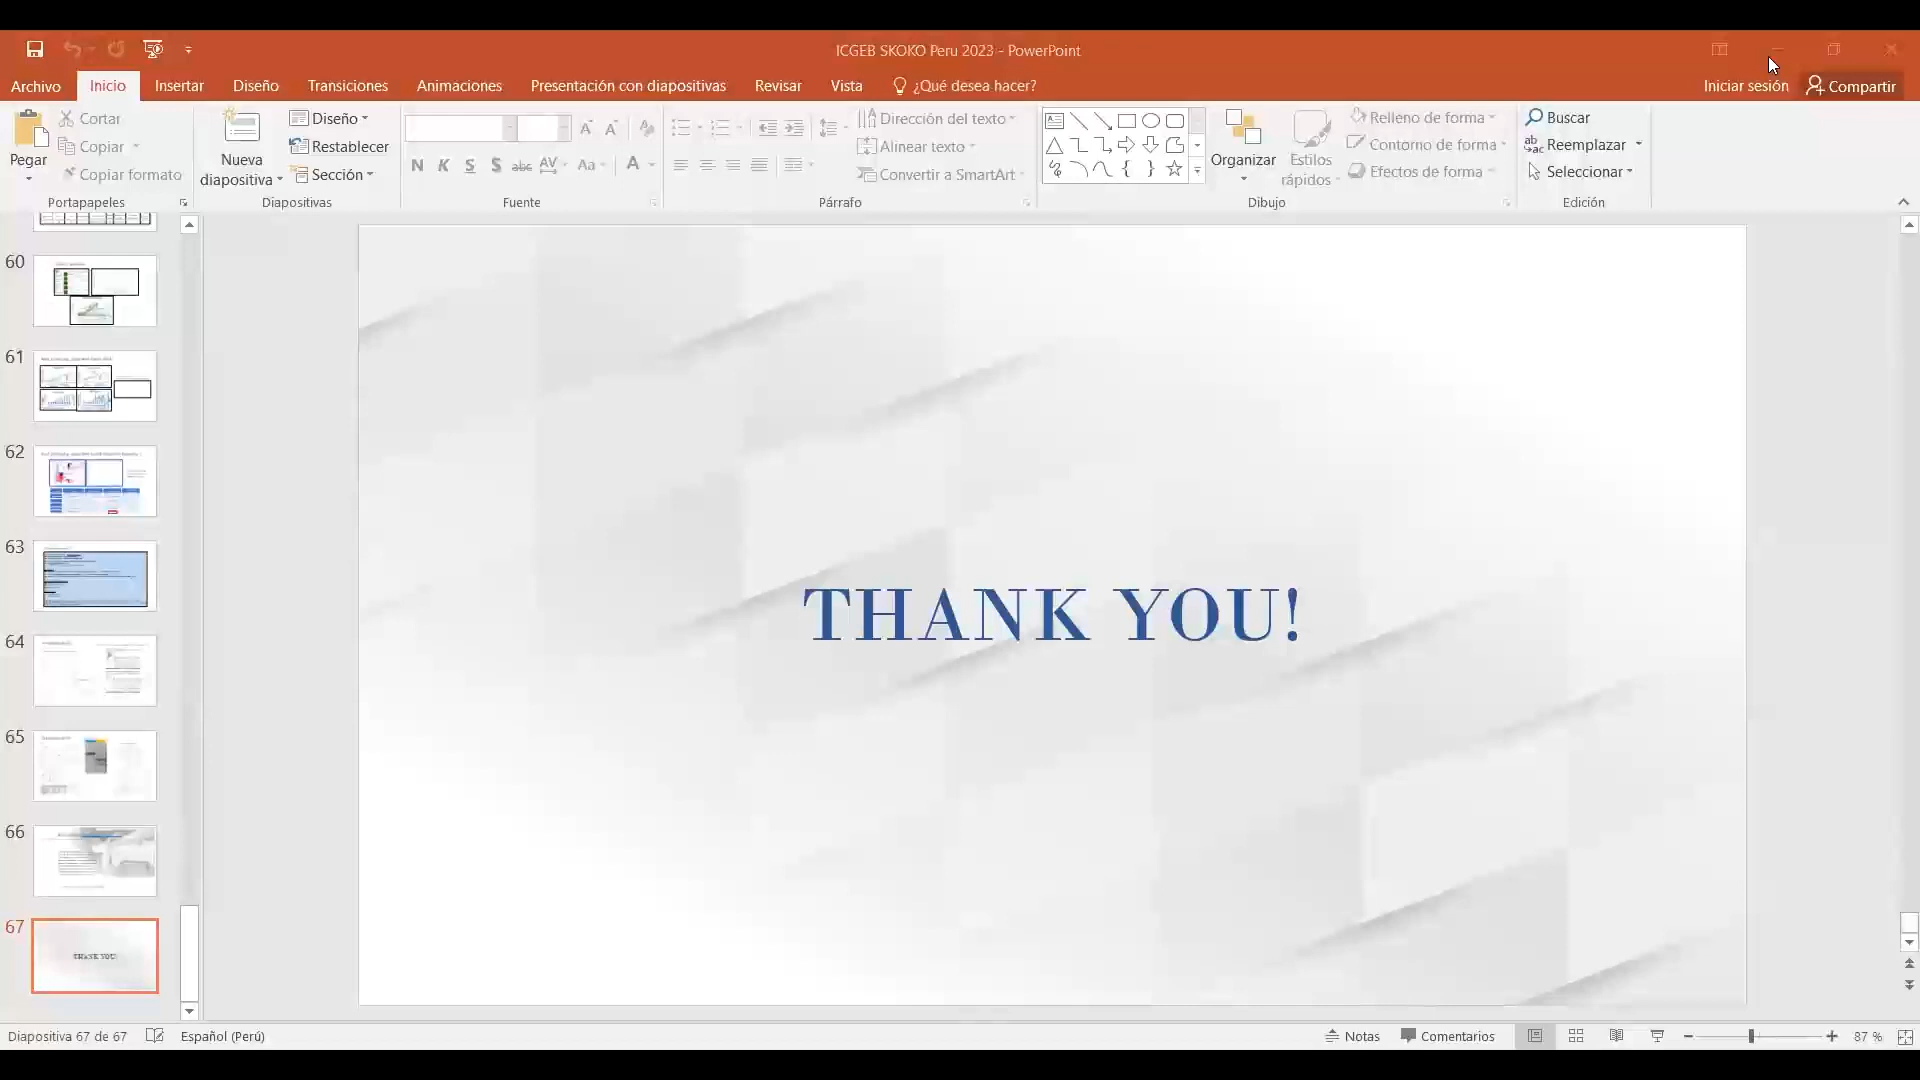 ICGEB SKOKO Peru 2023 - PowerPoint
Archivo Inicio Insertar Diseño Transiciones Animaciones Presentación con diapositivas Revisar Vista ¿Qué desea hacer? Iniciar sesión Compartir
Pegar
Cortar
Copiar
Copiar formato
Portapapeles
Nueva
diapositiva
Diseño
Restablecer
Sección
Diapositivas
N K S S abc AV Aa A
Fuente
Dirección del texto
Alinear texto
Convertir a SmartArt
Párrafo
Organizar
Estilos
rápidos
Relleno de forma
Contorno de forma
Efectos de forma
Dibujo
Buscar
Reemplazar
Seleccionar
Edición
60
61
62
63
64
65
66
67
THANK YOU!
THANK YOU!
Diapositiva 67 de 67 Español (Perú) Notas Comentarios 87 %